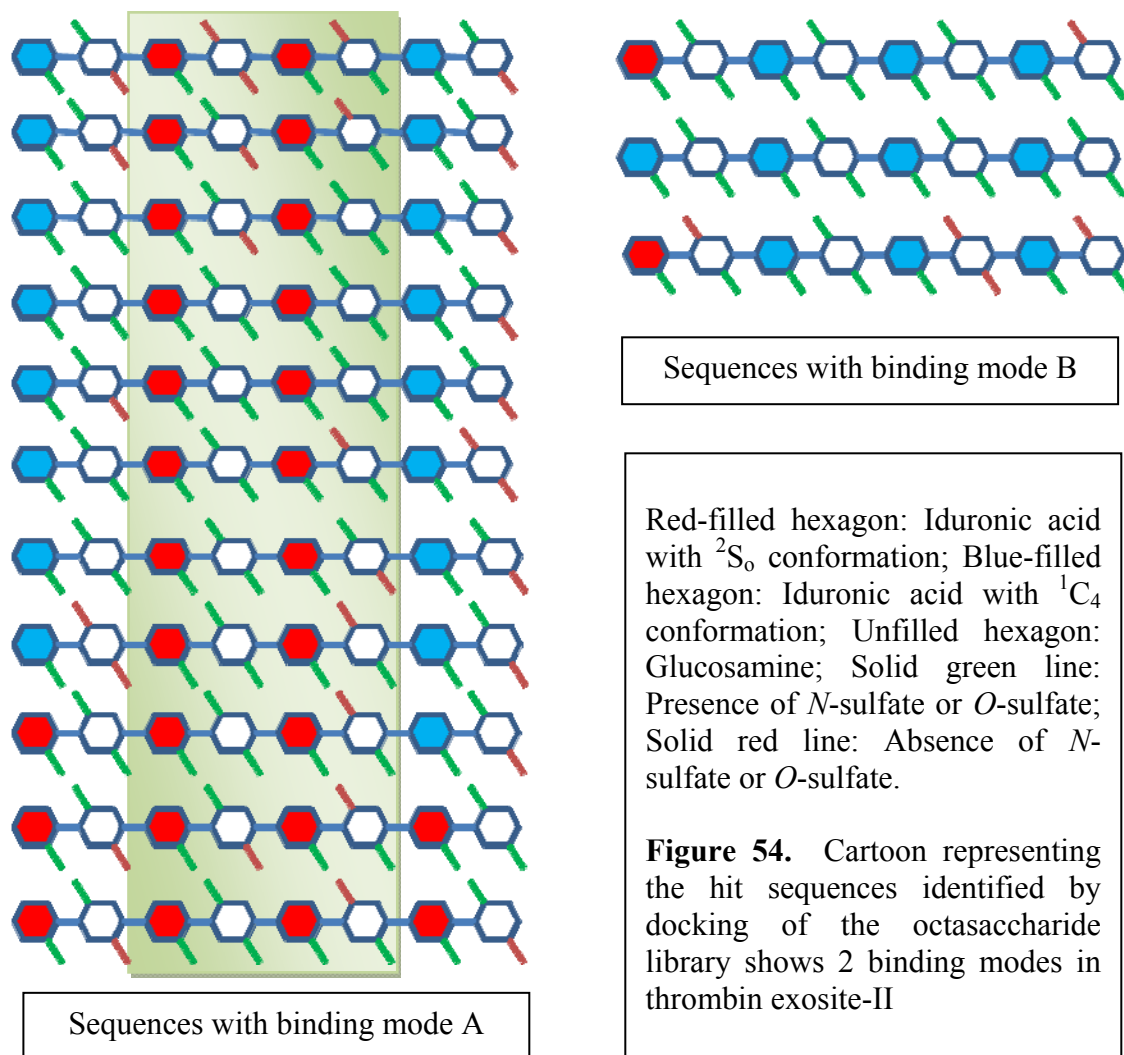 Sequences with binding mode A
Sequences with binding mode B
Red-filled hexagon: Iduronic acid
with ²Sₒ conformation; Blue-filled
hexagon: Iduronic acid with ¹C₄
conformation; Unfilled hexagon:
Glucosamine; Solid green line:
Presence of N-sulfate or O-sulfate;
Solid red line: Absence of N-
sulfate or O-sulfate.
Figure 54. Cartoon representing
the hit sequences identified by
docking of the octasaccharide
library shows 2 binding modes in
thrombin exosite-II